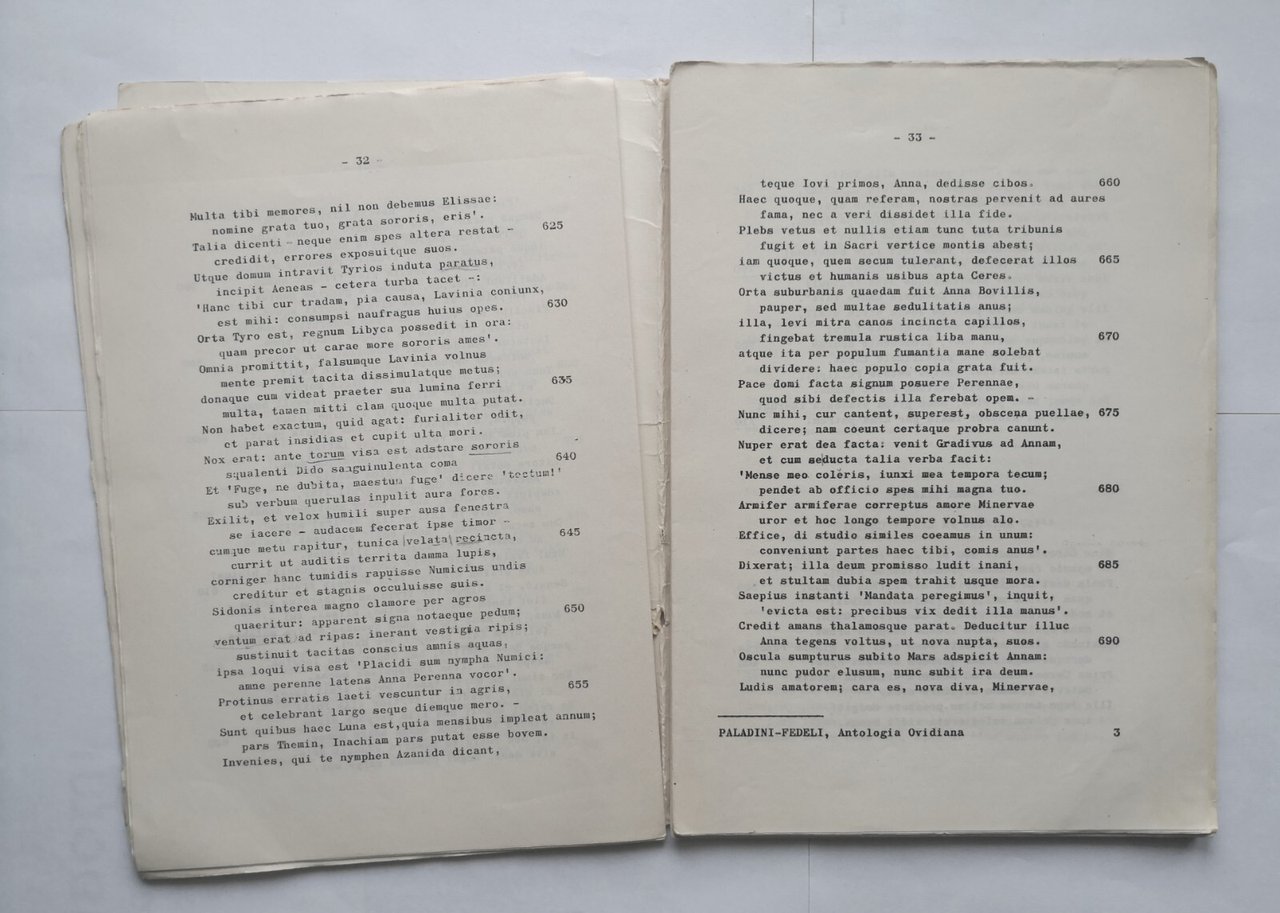 - 32 -
Multa tibi memores, nil non debemus Elissae:
nomine grata tuo, grata sororis, eris'.
Talia dicenti - neque enim spes altera restat - 625
credidit, errores exposuitque suos.
Utque domum intravit Tyrios induta paratus,
incipit Aeneas - cetera turba tacet -:
'Hanc tibi cur tradam, pia causa, Lavinia coniunx,
est mihi: consumpsi naufragus huius opes. 630
Orta Tyro est, regnum Libyca possedit in ora:
quam precor ut carae more sororis ames'.
Omnia promittit, falsumque Lavinia volnus
mente premit tacita dissimulatque metus;
donaque cum videat praeter sua lumina ferri 635
multa, tamen mitti clam quoque multa putat.
Non habet exactum, quid agat: furialiter odit,
et parat insidias et cupit ulta mori.
Nox erat: ante torum visa est adstare sororis
squalenti Dido sanguinulenta coma 640
Et 'Fuge, ne dubita, maestum fuge' dicere 'tectum!'
sub verbum querulas inpulit aura fores.
Exilit, et velox humili super ausa fenestra
se iacere - audacem fecerat ipse timor -
cumque metu rapitur, tunica velata recincta, 645
currit ut auditis territa damma lupis,
corniger hanc tumidis rapuisse Numicius undis
creditur et stagnis occuluisse suis.
Sidonis interea magno clamore per agros
quaeritur: apparent signa notaeque pedum; 650
ventum erat ad ripas: inerant vestigia ripis;
sustinuit tacitas conscius amnis aquas,
ipsa loqui visa est 'Placidi sum nympha Numici:
amne perenne latens Anna Perenna vocor'.
Protinus erratis laeti vescuntur in agris, 655
et celebrant largo seque diemque mero. -
Sunt quibus haec Luna est,quia mensibus impleat annum;
pars Themin, Inachiam pars putat esse bovem.
Invenies, qui te nymphen Azanida dicant,
- 33 -
teque Iovi primos, Anna, dedisse cibos. 660
Haec quoque, quam referam, nostras pervenit ad aures
fama, nec a veri dissidet illa fide.
Plebs vetus et nullis etiam tunc tuta tribunis
fugit et in Sacri vertice montis abest;
iam quoque, quem secum tulerant, defecerat illos 665
victus et humanis usibus apta Ceres.
Orta suburbanis quaedam fuit Anna Bovillis,
pauper, sed multae sedulitatis anus;
illa, levi mitra canos incincta capillos,
fingebat tremula rustica liba manu, 670
atque ita per populum fumantia mane solebat
dividere: haec populo copia grata fuit.
Pace domi facta signum posuere Perennae,
quod sibi defectis illa ferebat opem. -
Nunc mihi, cur cantent, superest, obscena puellae, 675
dicere; nam coeunt certaque probra canunt.
Nuper erat dea facta: venit Gradivus ad Annam,
et cum seducta talia verba facit:
'Mense meo coleris, iunxi mea tempora tecum;
pendet ab officio spes mihi magna tuo. 680
Armifer armiferae correptus amore Minervae
uror et hoc longo tempore volnus alo.
Effice, di studio similes coeamus in unum:
conveniunt partes haec tibi, comis anus'.
Dixerat; illa deum promisso ludit inani, 685
et stultam dubia spem trahit usque mora.
Saepius instanti 'Mandata peregimus', inquit,
'evicta est: precibus vix dedit illa manus'.
Credit amans thalamosque parat. Deducitur illuc
Anna tegens voltus, ut nova nupta, suos. 690
Oscula sumpturus subito Mars adspicit Annam:
nunc pudor elusum, nunc subit ira deum.
Ludis amatorem; cara es, nova diva, Minervae,
PALADINI-FEDELI, Antologia Ovidiana 3